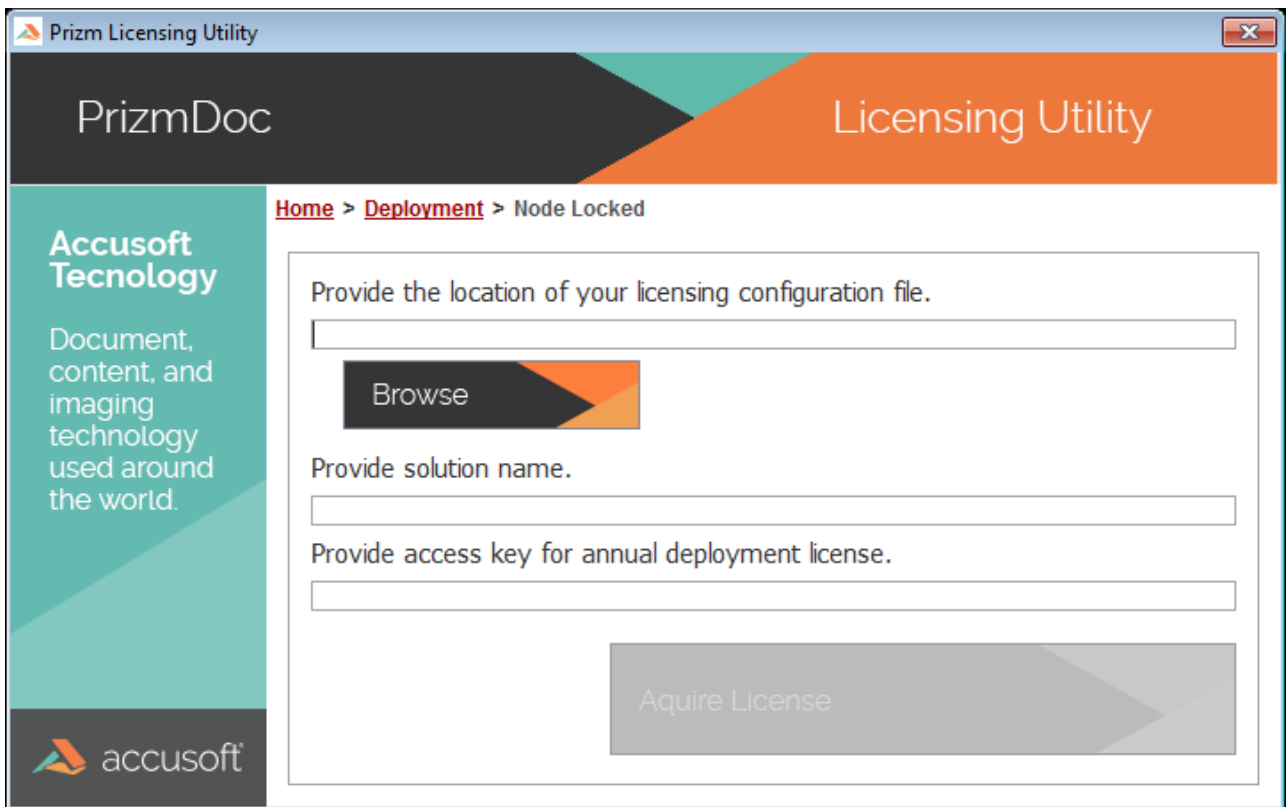 Prizm Licensing Utility
PrizmDoc
Licensing Utility
Home > Deployment > Node Locked
Accusoft
Tecnology
Document,
content, and
imaging
technology
used around
the world.
accusoft
Provide the location of your licensing configuration file.
Browse
Provide solution name.
Provide access key for annual deployment license.
Aquire License